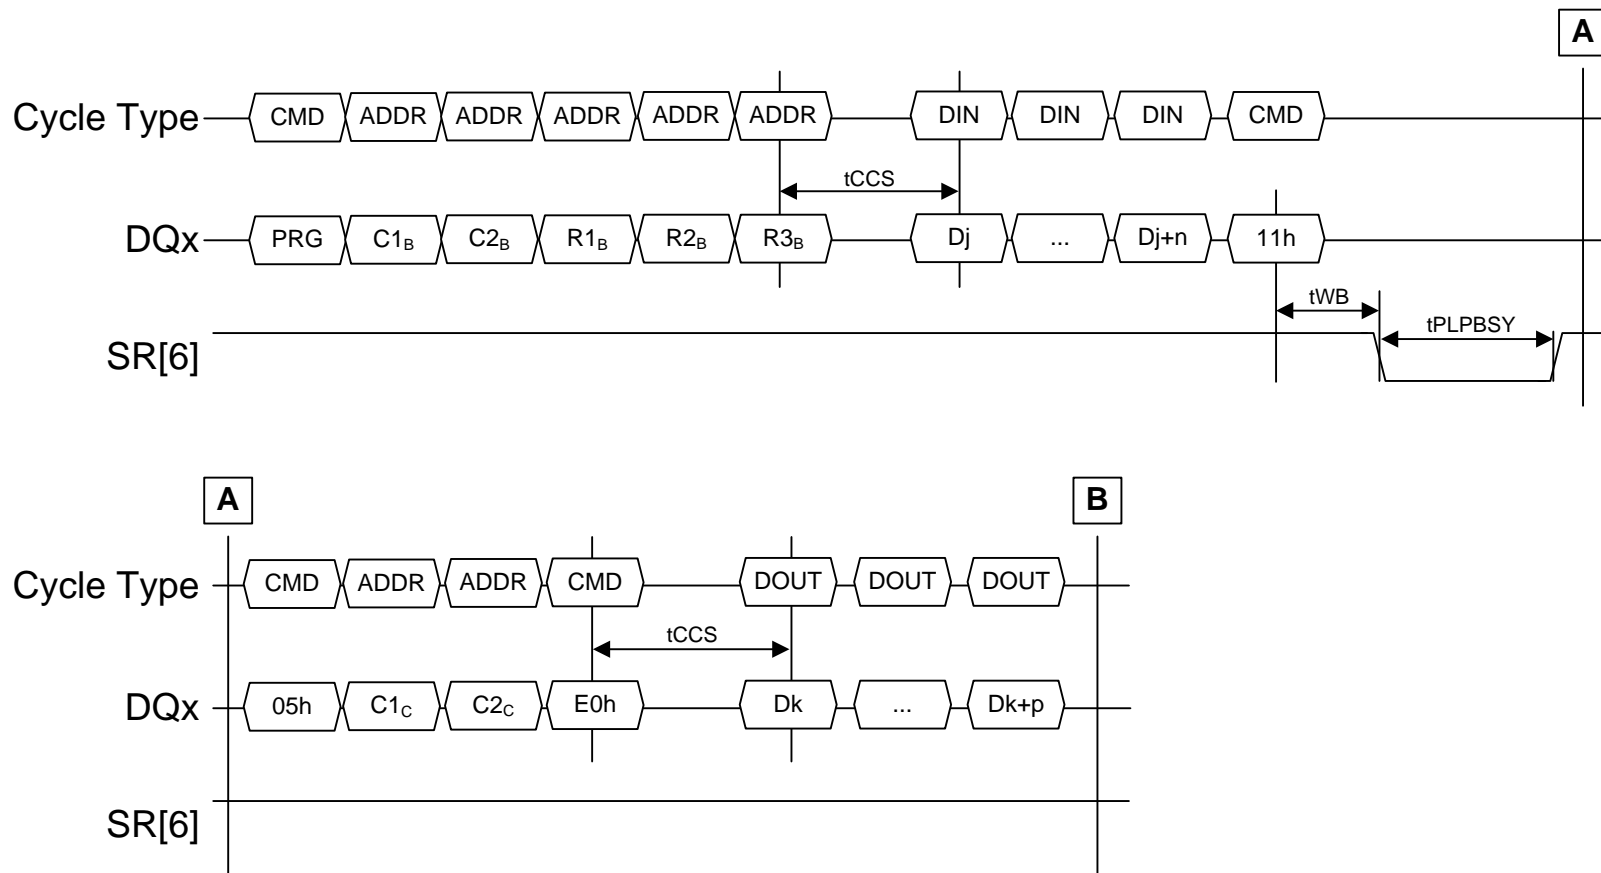 A
Cycle Type CMD ADDR ADDR ADDR ADDR ADDR DIN DIN DIN CMD
tCCS
DQx PRG C1B C2B R1B R2B R3B Dj ... Dj+n 11h
tWB
tPLPBSY
SR[6]
A B
Cycle Type CMD ADDR ADDR CMD DOUT DOUT DOUT
tCCS
DQx 05h C1C C2C E0h Dk ... Dk+p
SR[6]